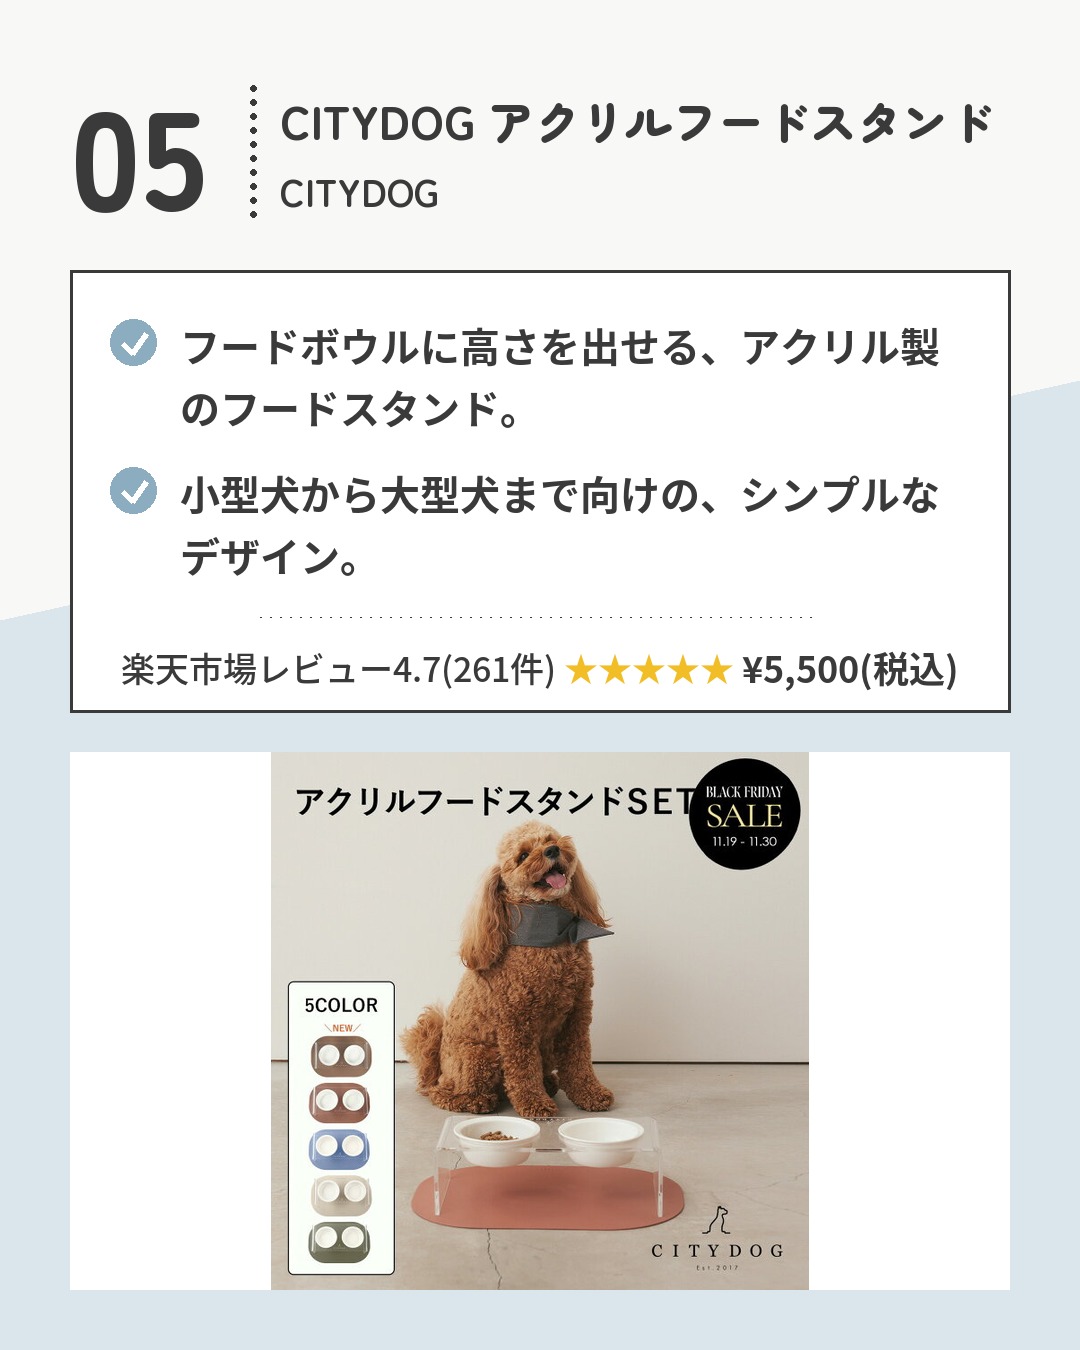 05
CITYDOG アクリルフードスタンド
CITYDOG
フードボウルに高さを出せる、アクリル製
のフードスタンド。
小型犬から大型犬まで向けの、シンプルな
デザイン。
楽天市場レビュー4.7(261件) ★★★★★ ¥5,500(税込)
アクリルフードスタンドSET
BLACK FRIDAY
SALE
11.19 - 11.30
5COLOR
NEW
CITYDOG
Est.2017